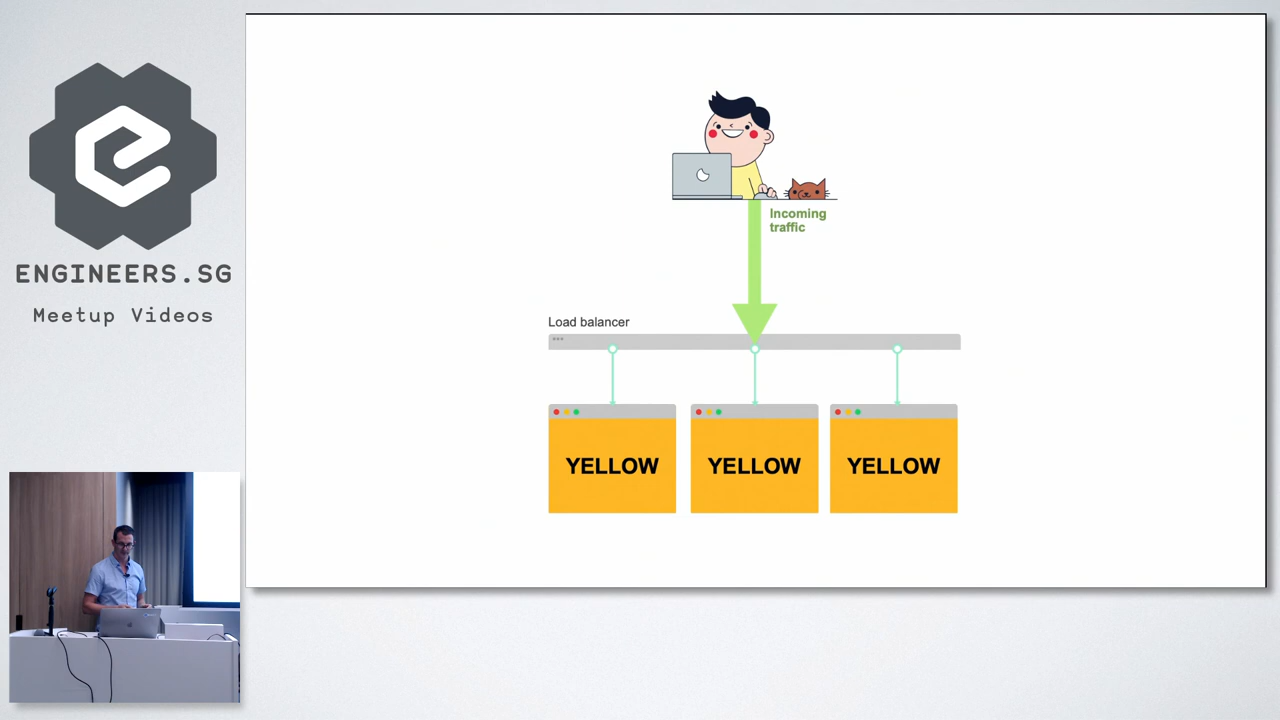 ENGINEERS.SG
Meetup Videos
Incoming
traffic
Load balancer
YELLOW
YELLOW
YELLOW